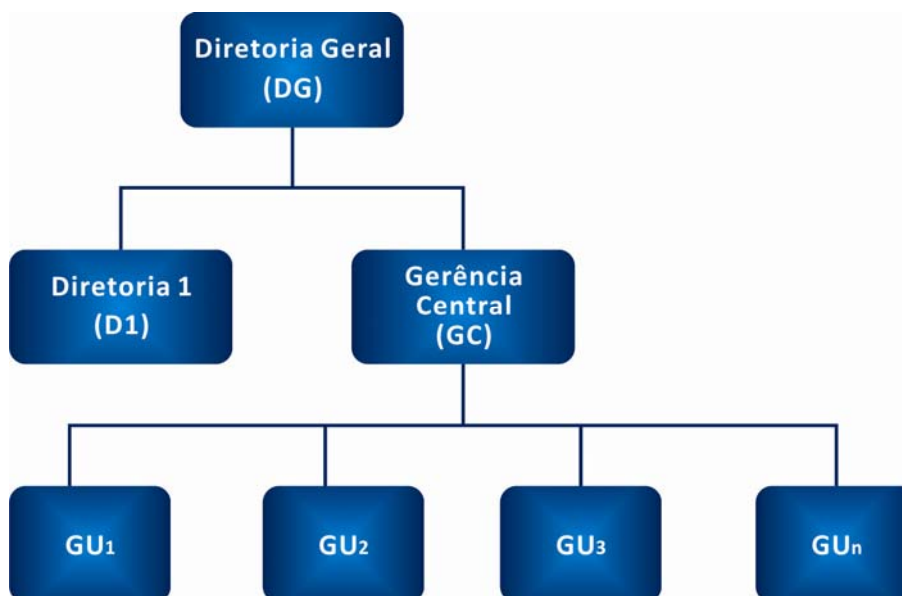 Diretoria Geral
(DG)
Diretoria 1
(D1)
Gerência
Central
(GC)
GU1
GU2
GU3
GUn